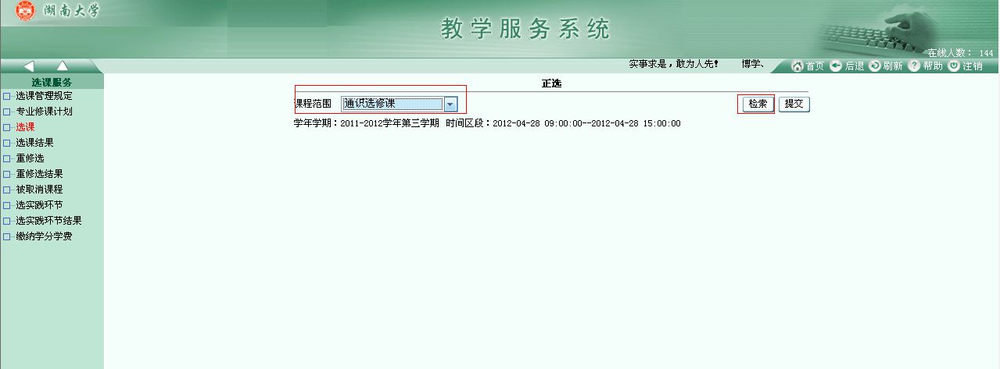 湖南大学
教学服务系统
在线人数： 144
实事求是，敢为人先！ 博学、
首页 后退 刷新 帮助 注销
选课服务
选课管理规定
专业修课计划
选课
选课结果
重修选
重修选结果
被取消课程
选实践环节
选实践环节结果
缴纳学分学费
正选
课程范围 通识选修课 检索 提交
学年学期：2011-2012学年第三学期 时间区段：2012-04-28 09:00:00--2012-04-28 15:00:00